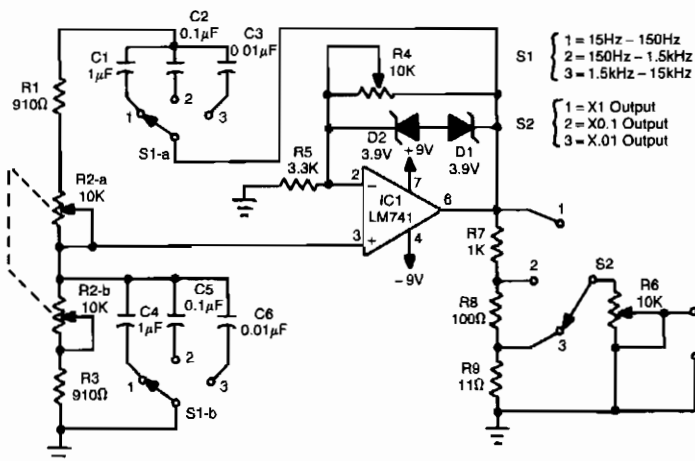 C2
0.1µF
C3
0.01µF
C1
1µF
R1
910Ω
1
2
3
S1-a
R4
10K
D2
3.9V
D1
3.9V
+9V
R5
3.3K
2
7
6
3
4
−
+
IC1
LM741
−9V
R2-a
10K
R2-b
10K
R3
910Ω
C4
1µF
C5
0.1µF
C6
0.01µF
1
2
3
S1-b
R7
1K
R8
100Ω
R9
11Ω
1
2
3
S2
R6
10K
S1
1 = 15Hz – 150Hz
2 = 150Hz – 1.5kHz
3 = 1.5kHz – 15kHz
S2
1 = X1 Output
2 = X0.1 Output
3 = X.01 Output